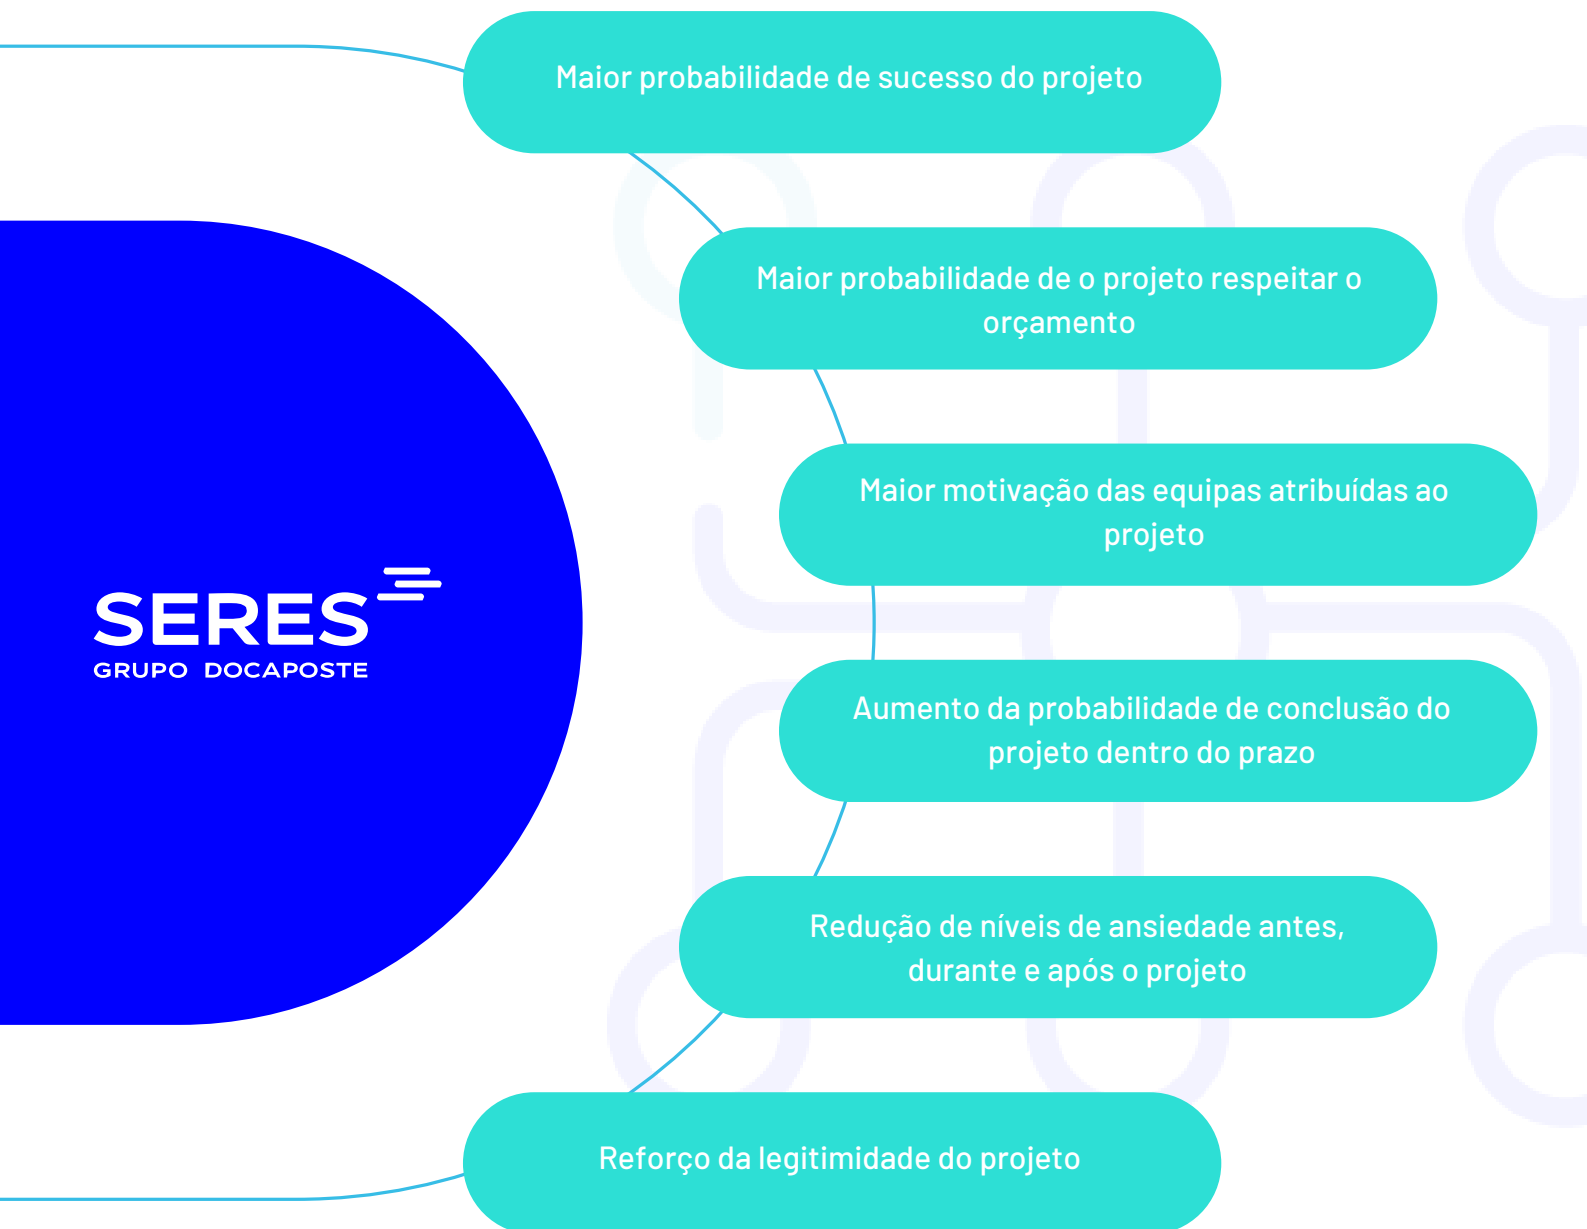 Maior probabilidade de sucesso do projeto
Maior probabilidade de o projeto respeitar o
orçamento
Maior motivação das equipas atribuídas ao
projeto
SERES
GRUPO DOCAPOSTE
Aumento da probabilidade de conclusão do
projeto dentro do prazo
Redução de níveis de ansiedade antes,
durante e após o projeto
Reforço da legitimidade do projeto